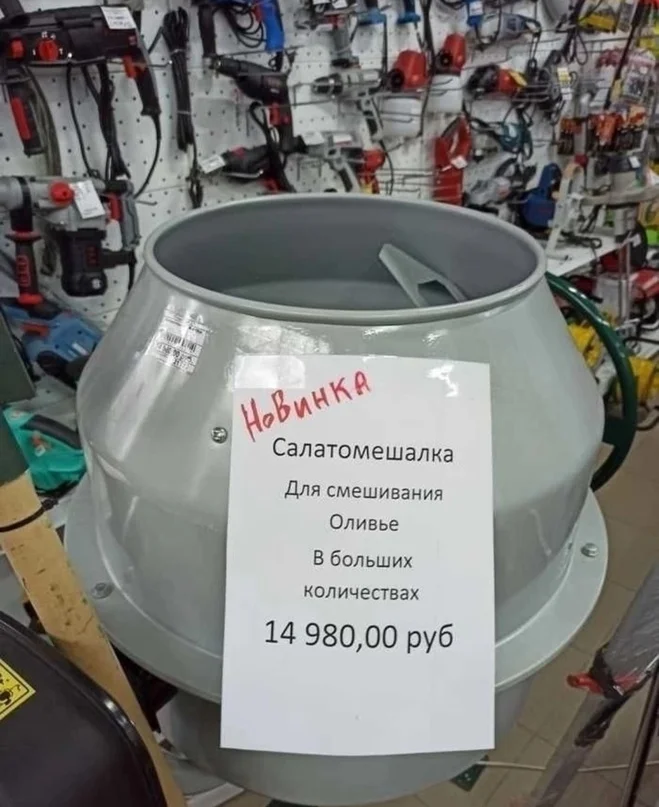 Новинка
Салатомешалка
Для смешивания
Оливье
В больших
количествах
14 980,00 руб